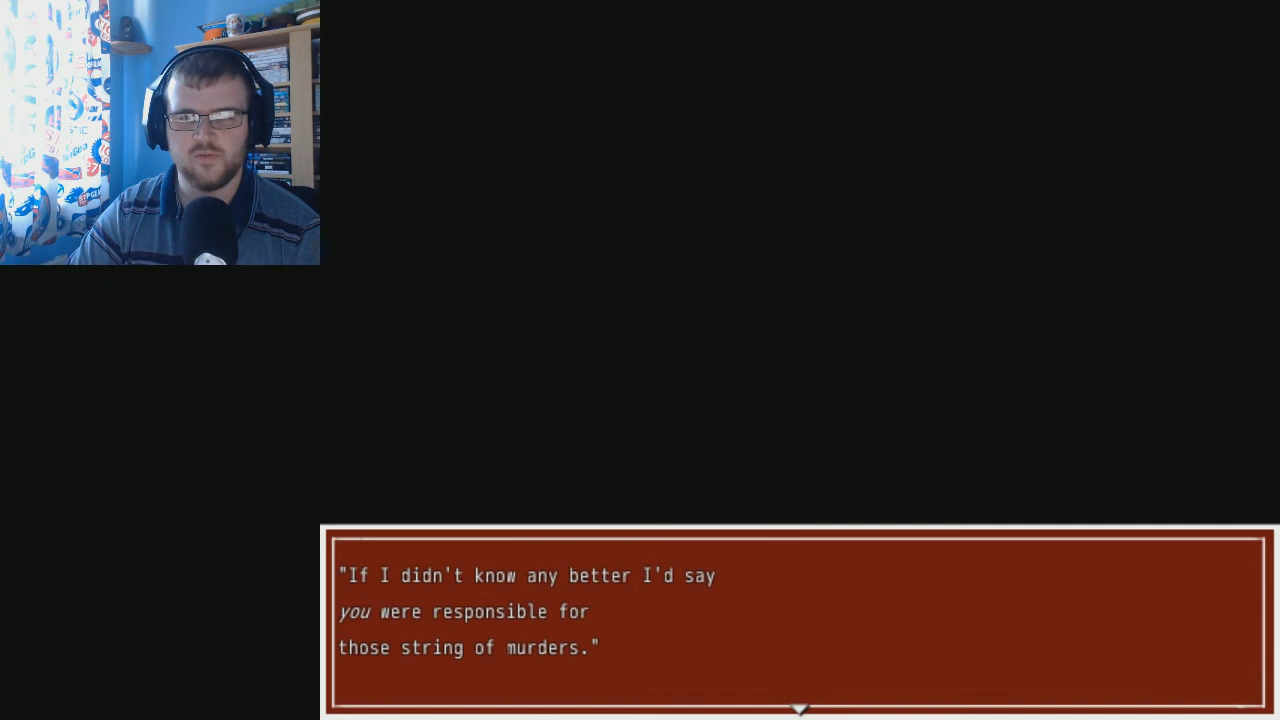 "If I didn't know any better I'd say
you were responsible for
those string of murders."